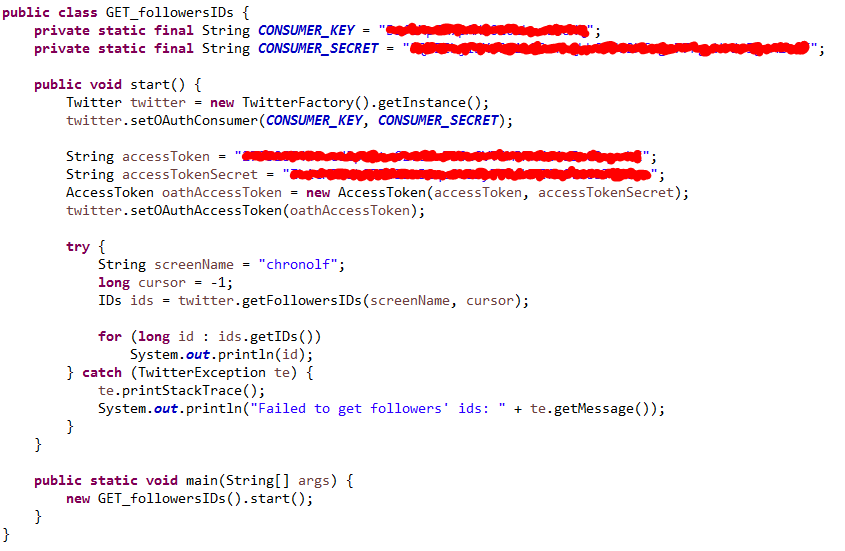 public class GET_followersIDs {
    private static final String CONSUMER_KEY = "";
    private static final String CONSUMER_SECRET = "";
    public void start() {
        Twitter twitter = new TwitterFactory().getInstance();
        twitter.setOAuthConsumer(CONSUMER_KEY, CONSUMER_SECRET);
        String accessToken = "";
        String accessTokenSecret = "";
        AccessToken oathAccessToken = new AccessToken(accessToken, accessTokenSecret);
        twitter.setOAuthAccessToken(oathAccessToken);
        try {
            String screenName = "chronolf";
            long cursor = -1;
            IDs ids = twitter.getFollowersIDs(screenName, cursor);
            for (long id : ids.getIDs())
                System.out.println(id);
        } catch (TwitterException te) {
            te.printStackTrace();
            System.out.println("Failed to get followers' ids: " + te.getMessage());
        }
    }
    public static void main(String[] args) {
        new GET_followersIDs().start();
    }
}